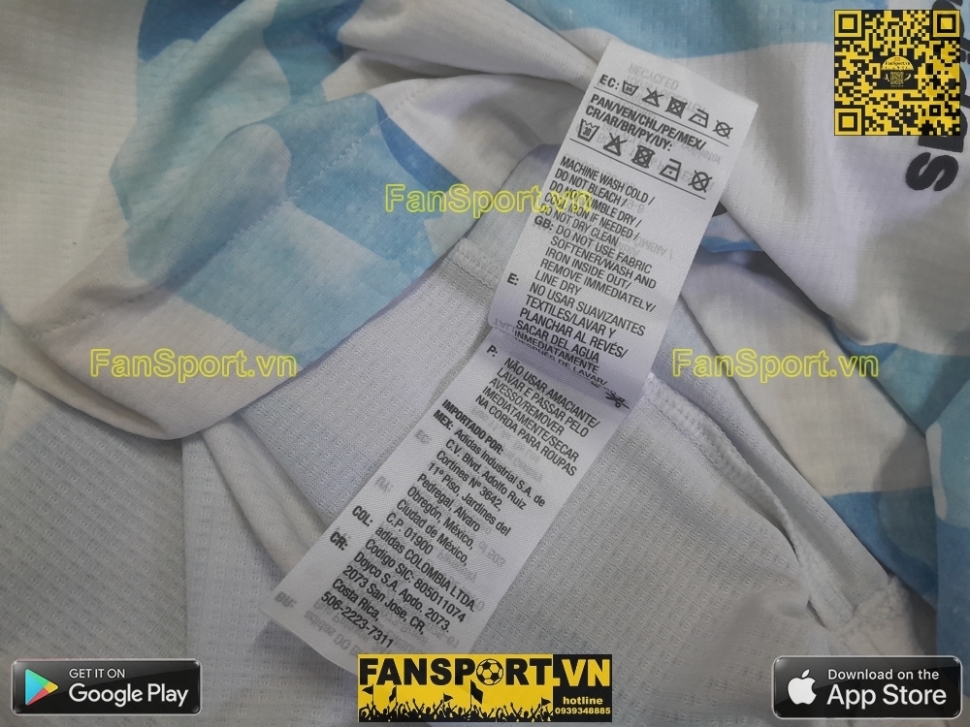 EC:
PAN/VEN/CHL/PE/MEX/
CR/AR/BR/PY/UY:
MACHINE WASH COLD /
DO NOT BLEACH /
DO NOT TUMBLE DRY /
IRON IF NEEDED /
DO NOT DRY CLEAN
GB: DO NOT USE FABRIC
SOFTENER/WASH AND
IRON INSIDE OUT/
REMOVE IMMEDIATELY/
LINE DRY
E: NO USAR SUAVIZANTES
TEXTILES/LAVAR Y
PLANCHAR AL REVÉS/
SACAR DEL AGUA
INMEDIATAMENTE
DESPUES DE LAVAR/
P: NÃO USAR AMACIANTE/
LAVAR E PASSAR PELO
AVESSO/REMOVER
IMEDIATAMENTE/SECAR
NA CORDA PARA ROUPAS
IMPORTADO POR:
MEX: Adidas Industrial S.A. de
C.V. Blvd. Adolfo Ruiz
Cortines N° 3642,
11° Piso, Jardines del
Pedregal, Alvaro
Obregón, México,
Ciudad de México,
C.P. 01900
COL: adidas COLOMBIA LTDA.
Codigo SIC: 805011074
CR: Doyco S.A. Apdo. 2073.
2073 San Jose, CR,
Costa Rica,
506-2223-7311
FanSport.vn
FanSport.vn
FanSport.vn
GET IT ON
Google Play
FANSPORT.VN
hotline
0939348885
Download on the
App Store